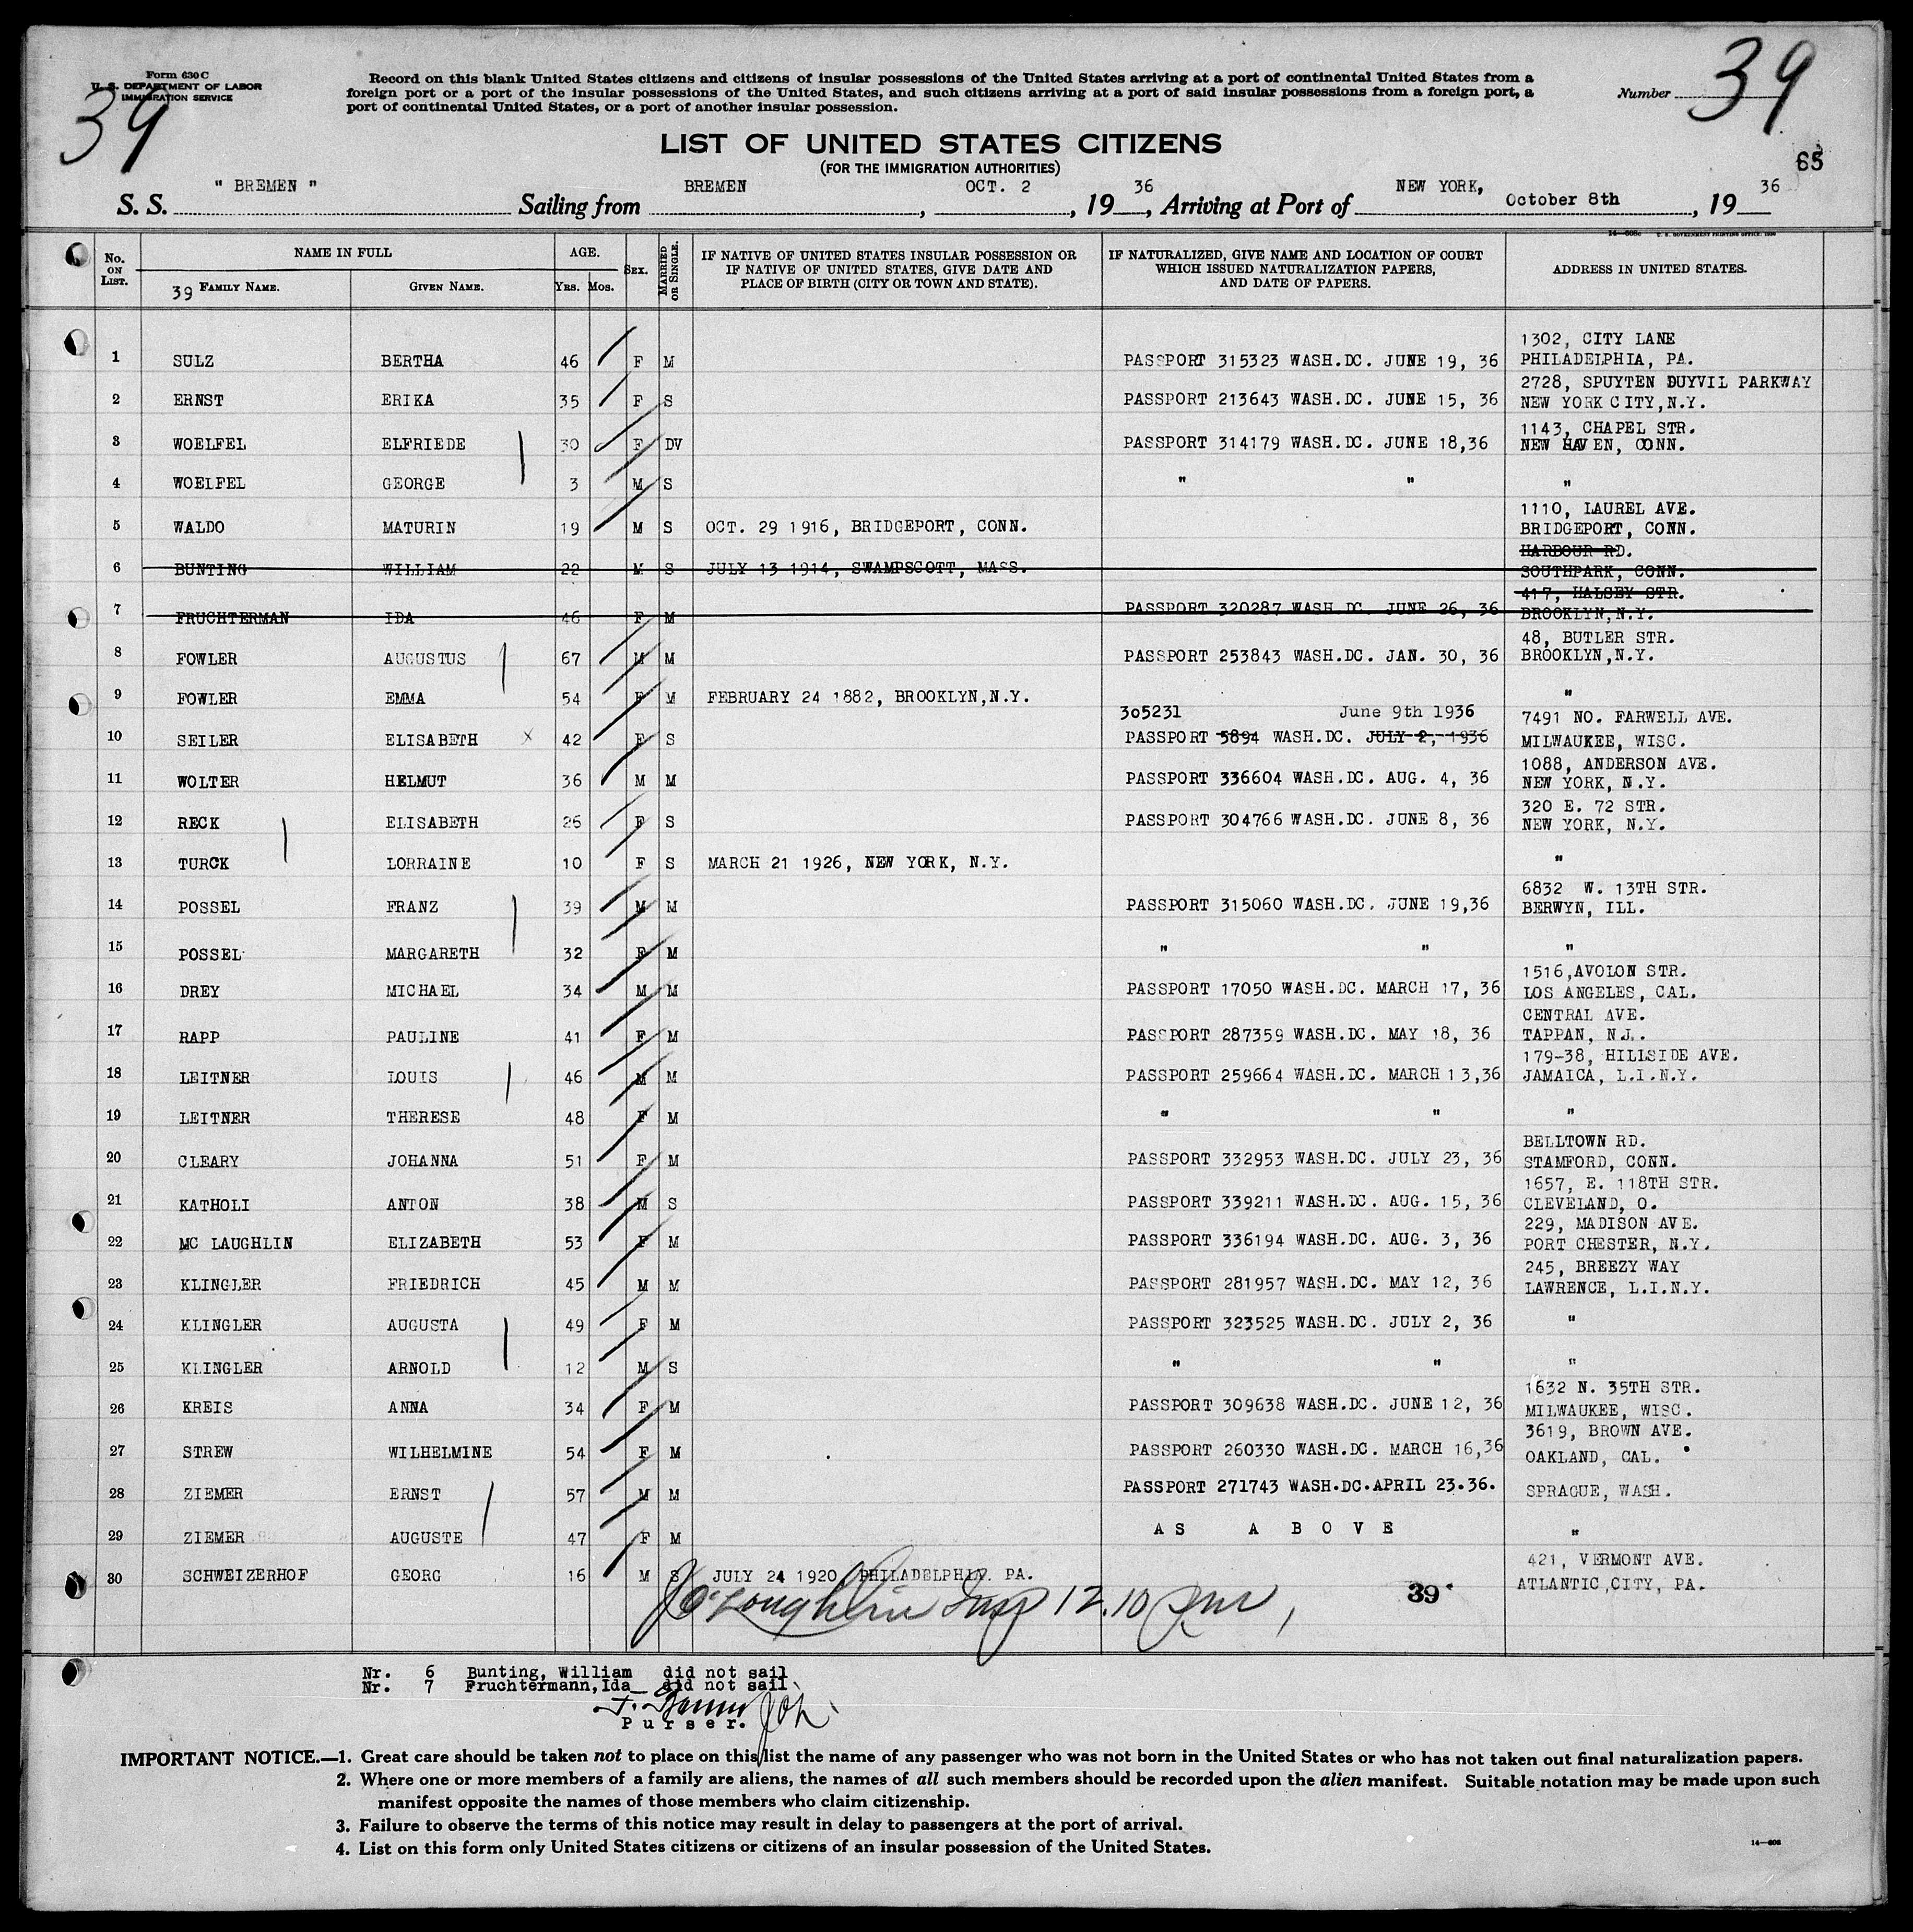 Form 630 C
U. S. DEPARTMENT OF LABOR
IMMIGRATION SERVICE
39
Record on this blank United States citizens and citizens of insular possessions of the United States arriving at a port of continental United States from a
foreign port or a port of the insular possessions of the United States, and such citizens arriving at a port of said insular possessions from a foreign port, a
port of continental United States, or a port of another insular possession.
Number 39
LIST OF UNITED STATES CITIZENS
(FOR THE IMMIGRATION AUTHORITIES)
65
S. S. " BREMEN " Sailing from BREMEN, OCT. 2, 1936, Arriving at Port of NEW YORK, October 8th, 1936
14—608c U. S. GOVERNMENT PRINTING OFFICE: 1930
No. ON LIST. NAME IN FULL AGE. SEX. MARRIED OR SINGLE. IF NATIVE OF UNITED STATES INSULAR POSSESSION OR IF NATIVE OF UNITED STATES, GIVE DATE AND PLACE OF BIRTH (CITY OR TOWN AND STATE). IF NATURALIZED, GIVE NAME AND LOCATION OF COURT WHICH ISSUED NATURALIZATION PAPERS, AND DATE OF PAPERS. ADDRESS IN UNITED STATES.
39 FAMILY NAME. GIVEN NAME. YRS. MOS.
1302, CITY LANE
1 SULZ BERTHA 46 F M PASSPORT 315323 WASH.DC. JUNE 19, 36 PHILADELPHIA, PA.
2728, SPUYTEN DUYVIL PARKWAY
2 ERNST ERIKA 35 F S PASSPORT 213643 WASH.DC. JUNE 15, 36 NEW YORK CITY,N.Y.
1143, CHAPEL STR.
3 WOELFEL ELFRIEDE 30 F DV PASSPORT 314179 WASH.DC. JUNE 18,36 NEW HAVEN, CONN.
4 WOELFEL GEORGE 3 M S " " "
1110, LAUREL AVE.
5 WALDO MATURIN 19 M S OCT. 29 1916, BRIDGEPORT, CONN. BRIDGEPORT, CONN.
HARBOUR RD.
6 BUNTING WILLIAM 22 M S JULY 13 1914, SWAMPSCOTT, MASS. SOUTHPARK, CONN.
417, HALSEY STR.
7 FRUCHTERMAN IDA 46 F M PASSPORT 320287 WASH.DC. JUNE 26, 36 BROOKLYN,N.Y.
48, BUTLER STR.
8 FOWLER AUGUSTUS 67 M M PASSPORT 253843 WASH.DC. JAN. 30, 36 BROOKLYN,N.Y.
9 FOWLER EMMA 54 F M FEBRUARY 24 1882, BROOKLYN,N.Y. "
305231 June 9th 1936 7491 NO. FARWELL AVE.
10 SEILER ELISABETH x 42 F S PASSPORT 5894 WASH.DC. JULY 2, 1936 MILWAUKEE, WISC.
1088, ANDERSON AVE.
11 WOLTER HELMUT 36 M M PASSPORT 336604 WASH.DC. AUG. 4, 36 NEW YORK, N.Y.
320 E. 72 STR.
12 RECK ELISABETH 26 F S PASSPORT 304766 WASH.DC. JUNE 8, 36 NEW YORK, N.Y.
13 TURCK LORRAINE 10 F S MARCH 21 1926, NEW YORK, N.Y. "
6832 W. 13TH STR.
14 POSSEL FRANZ 39 M M PASSPORT 315060 WASH.DC. JUNE 19,36 BERWYN, ILL.
15 POSSEL MARGARETH 32 F M " " "
1516,AVOLON STR.
16 DREY MICHAEL 34 M M PASSPORT 17050 WASH.DC. MARCH 17, 36 LOS ANGELES, CAL.
CENTRAL AVE.
17 RAPP PAULINE 41 F M PASSPORT 287359 WASH.DC. MAY 18, 36 TAPPAN, N.J.
179-38, HILLSIDE AVE.
18 LEITNER LOUIS 46 M M PASSPORT 259664 WASH.DC. MARCH 13,36 JAMAICA, L.I.N.Y.
19 LEITNER THERESE 48 F M " " "
BELLTOWN RD.
20 CLEARY JOHANNA 51 F M PASSPORT 332953 WASH.DC. JULY 23, 36 STAMFORD, CONN.
1657, E. 118TH STR.
21 KATHOLI ANTON 38 M S PASSPORT 339211 WASH.DC. AUG. 15, 36 CLEVELAND, O.
229, MADISON AVE.
22 MC LAUGHLIN ELIZABETH 53 F M PASSPORT 336194 WASH.DC. AUG. 3, 36 PORT CHESTER, N.Y.
245, BREEZY WAY
23 KLINGLER FRIEDRICH 45 M M PASSPORT 281957 WASH.DC. MAY 12, 36 LAWRENCE, L.I.N.Y.
24 KLINGLER AUGUSTA 49 F M PASSPORT 323525 WASH.DC. JULY 2, 36 "
25 KLINGLER ARNOLD 12 M S " " "
1632 N. 35TH STR.
26 KREIS ANNA 34 F M PASSPORT 309638 WASH.DC. JUNE 12, 36 MILWAUKEE, WISC.
3619, BROWN AVE.
27 STREW WILHELMINE 54 F M PASSPORT 260330 WASH.DC. MARCH 16,36 OAKLAND, CAL.
28 ZIEMER ERNST 57 M M PASSPORT 271743 WASH.DC.APRIL 23.36. SPRAGUE, WASH.
29 ZIEMER AUGUSTE 47 F M AS ABOVE "
421, VERMONT AVE.
30 SCHWEIZERHOF GEORG 16 M S JULY 24 1920, PHILADELPHIA. PA. ATLANTIC,CITY, PA.
O'Loughlin Insp 12.10 pm 39
Nr. 6 Bunting, William did not sail
Nr. 7 Fruchtermann,Ida did not sail
Purser.
IMPORTANT NOTICE.—1. Great care should be taken not to place on this list the name of any passenger who was not born in the United States or who has not taken out final naturalization papers.
2. Where one or more members of a family are aliens, the names of all such members should be recorded upon the alien manifest. Suitable notation may be made upon such
manifest opposite the names of those members who claim citizenship.
3. Failure to observe the terms of this notice may result in delay to passengers at the port of arrival.
4. List on this form only United States citizens or citizens of an insular possession of the United States.
14—608